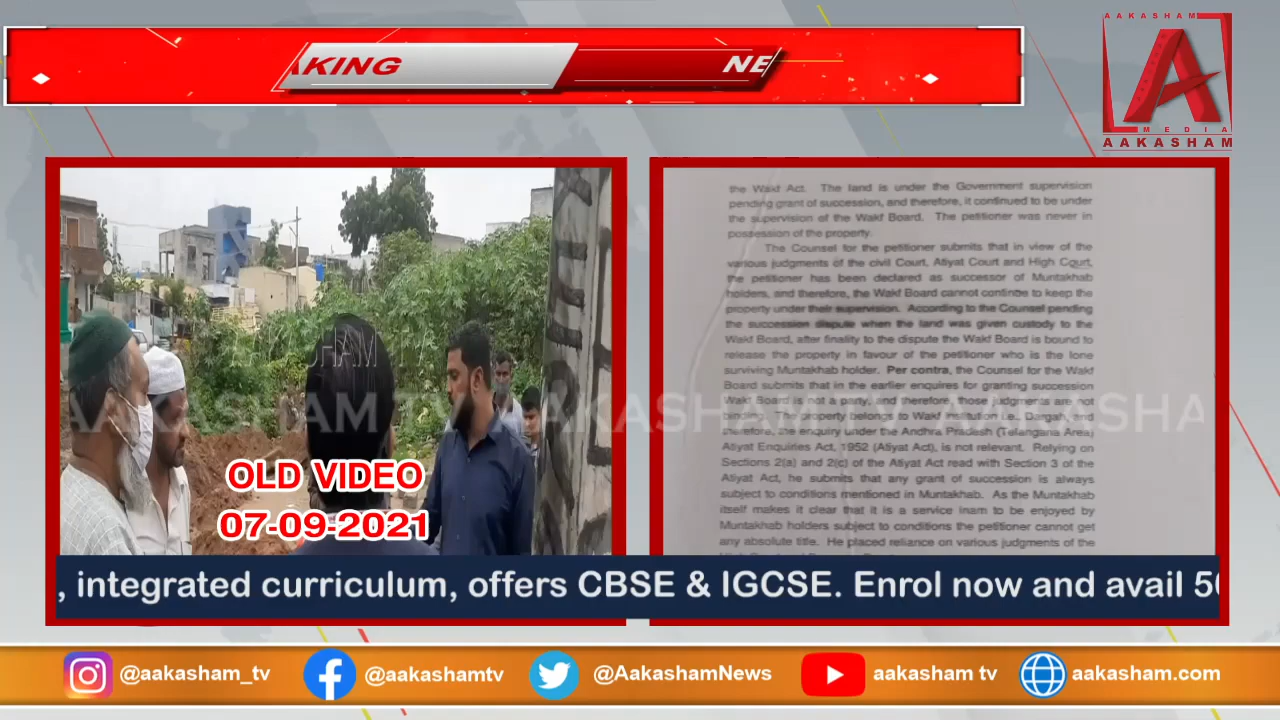 AKING
NE
AAKASHAM
A
MEDIA
AAKASHAM
OLD VIDEO
07-09-2021
the Wakf Act. The land is under the Government supervision
pending grant of succession, and therefore, it continued to be under
the supervision of the Wakf Board. The petitioner was never in
possession of the property.
The Counsel for the petitioner submits that in view of the
various judgments of the civil Court, Atiyat Court and High Court,
the petitioner has been declared as successor of Muntakhab
holders, and therefore, the Wakf Board cannot continue to keep the
property under their supervision. According to the Counsel pending
the succession dispute when the land was given custody to the
Wakf Board, after finality to the dispute the Wakf Board is bound to
release the property in favour of the petitioner who is the lone
surviving Muntakhab holder. Per contra, the Counsel for the Wakf
Board submits that in the earlier enquires for granting succession
Wakf Board is not a party, and therefore, those judgments are not
binding. The property belongs to Wakf Institution i.e., Dargah, and
therefore, the enquiry under the Andhra Pradesh (Telangana Area)
Atiyat Enquiries Act, 1952 (Atiyat Act), is not relevant. Relying on
Sections 2(a) and 2(c) of the Atiyat Act read with Section 3 of the
Atiyat Act, he submits that any grant of succession is always
subject to conditions mentioned in Muntakhab. As the Muntakhab
itself makes it clear that it is a service Inam to be enjoyed by
Muntakhab holders subject to conditions the petitioner cannot get
any absolute title. He placed reliance on various judgments of the
AAKASHAM TV AAKASHAM
, integrated curriculum, offers CBSE & IGCSE. Enrol now and avail 50
@aakasham_tv
@aakashamtv
@AakashamNews
aakasham tv
aakasham.com